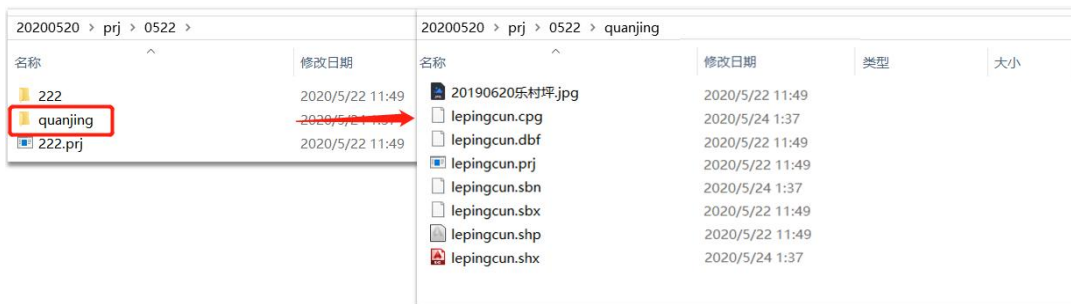 20200520 > prj > 0522 >
名称 修改日期
222 2020/5/22 11:49
quanjing 2020/5/24 1:37
222.prj 2020/5/22 11:49
20200520 > prj > 0522 > quanjing
名称 修改日期 类型 大小
20190620乐村坪.jpg 2020/5/22 11:49
lepingcun.cpg 2020/5/24 1:37
lepingcun.dbf 2020/5/22 11:49
lepingcun.prj 2020/5/22 11:49
lepingcun.sbn 2020/5/24 1:37
lepingcun.sbx 2020/5/22 11:49
lepingcun.shp 2020/5/22 11:49
lepingcun.shx 2020/5/24 1:37